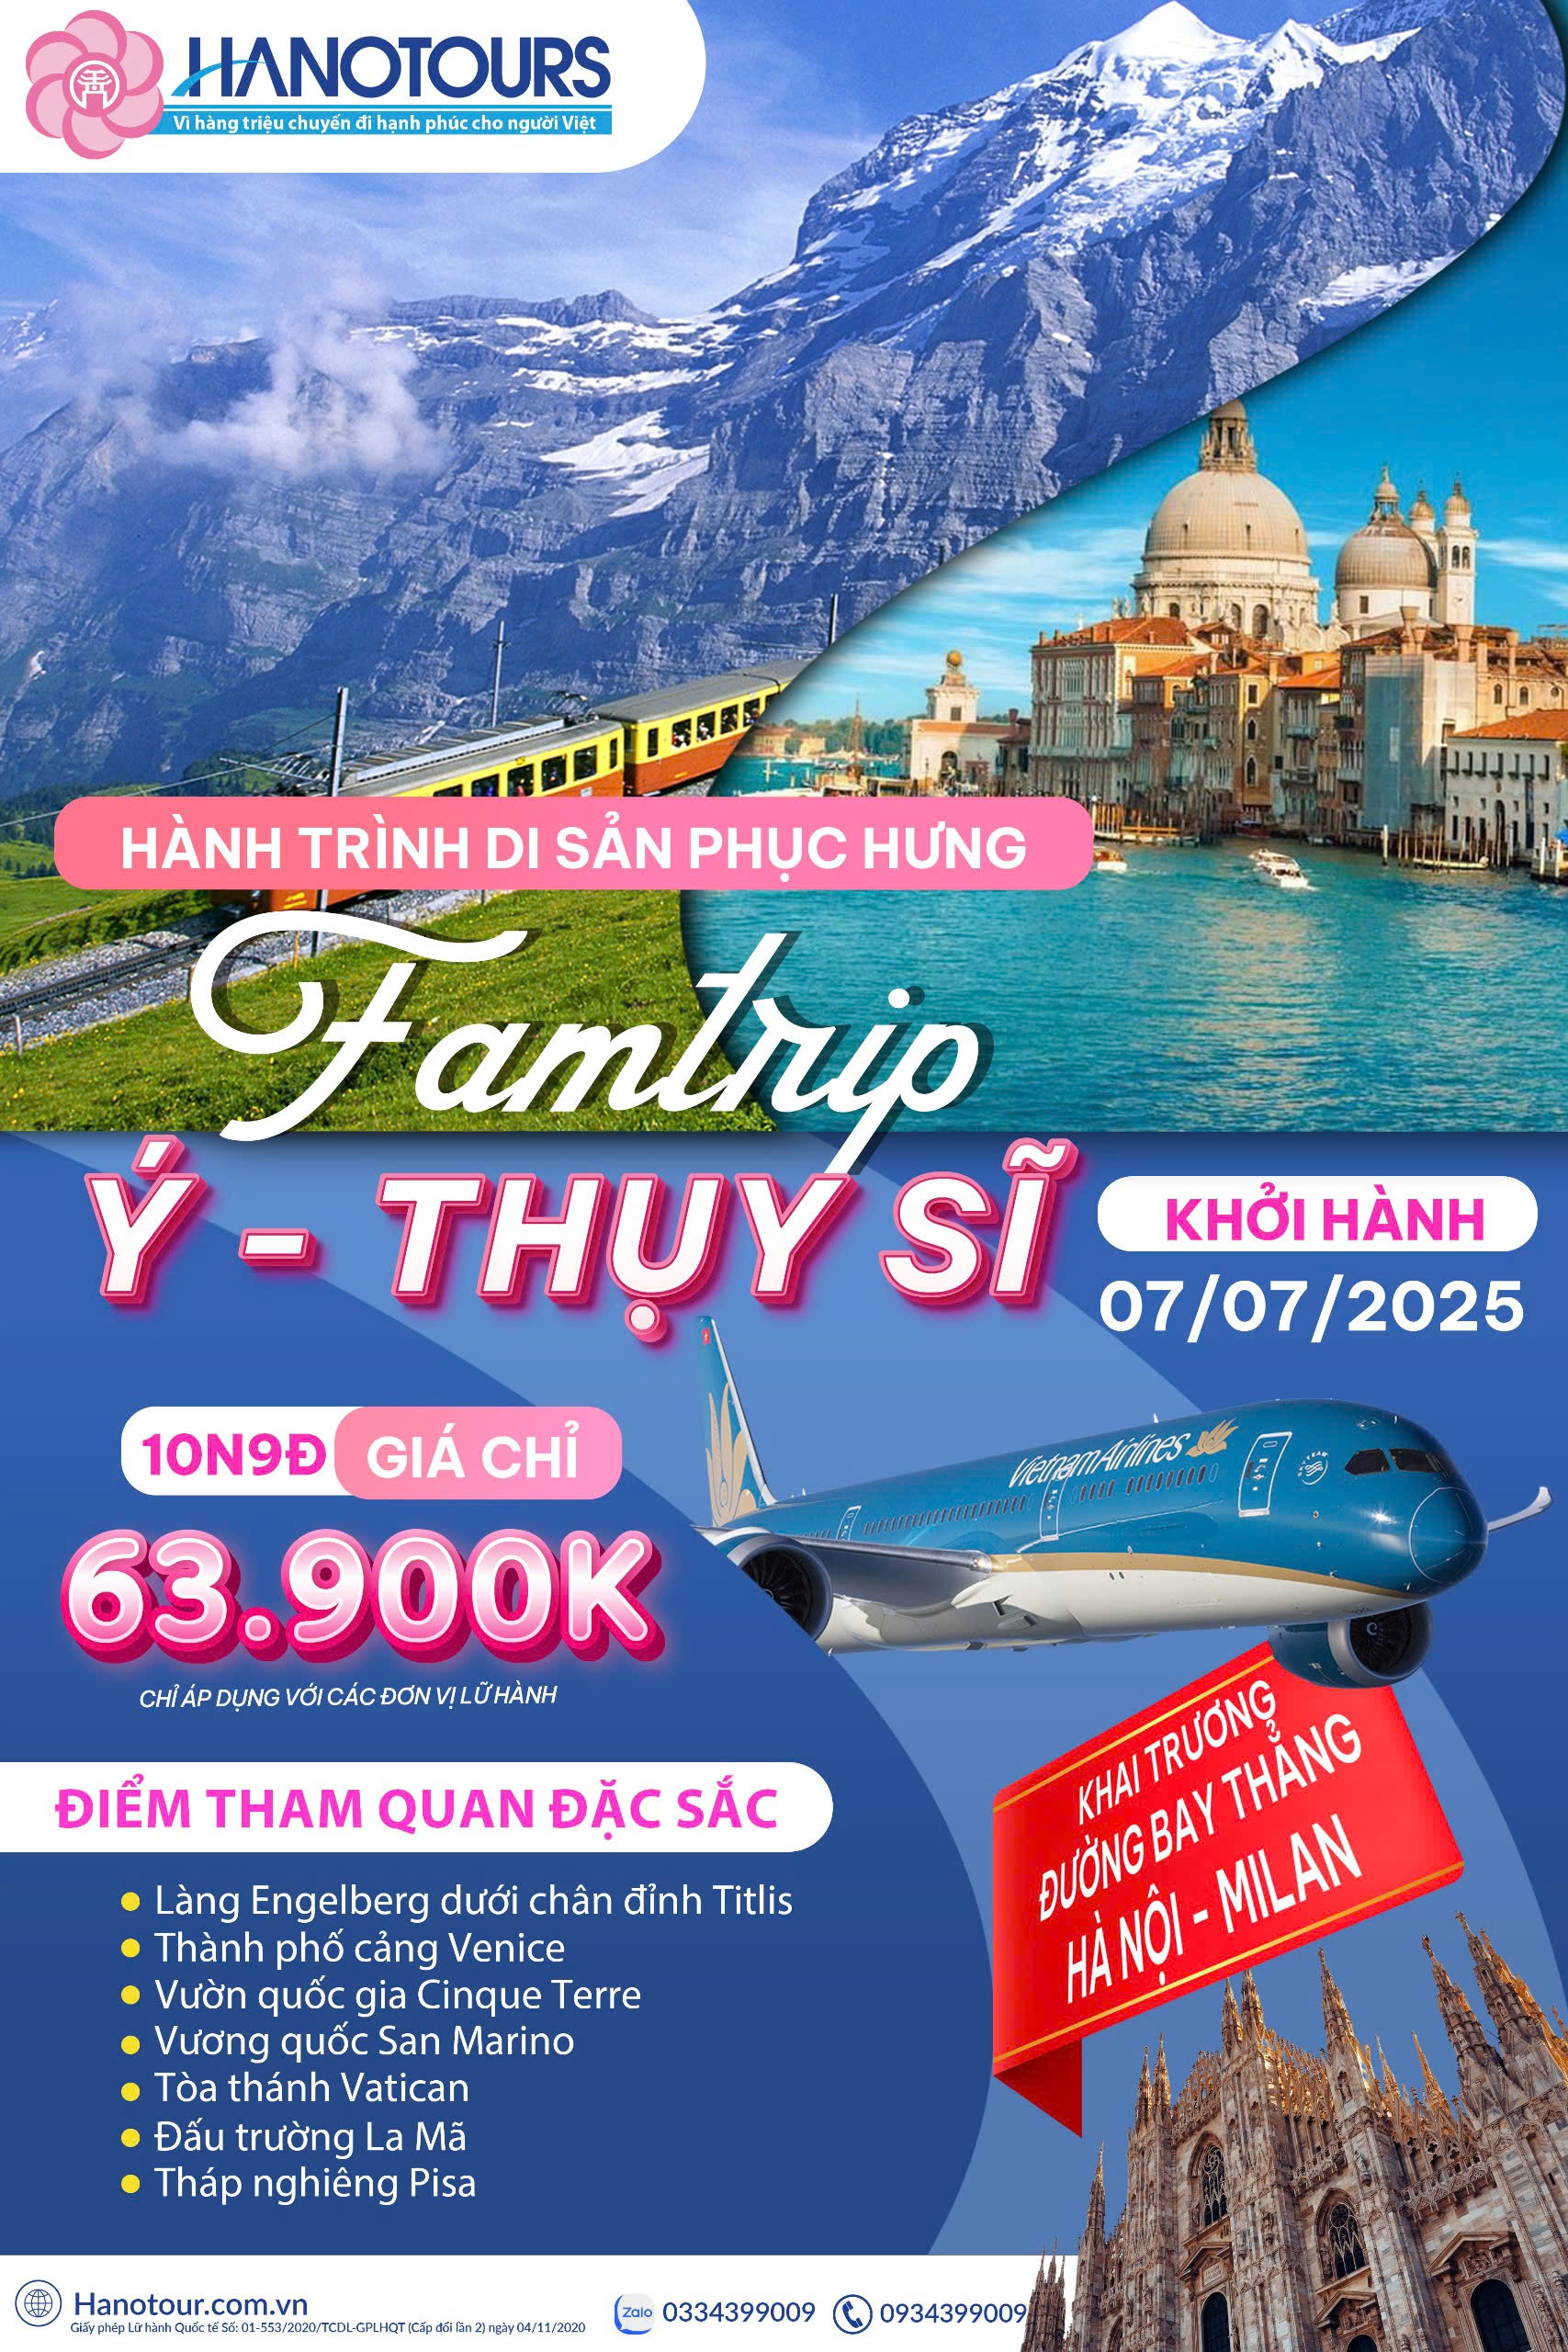 HANOTOURS
Vì hàng triệu chuyến đi hạnh phúc cho người Việt
HÀNH TRÌNH DI SẢN PHỤC HƯNG
Famtrip
Ý - THỤY SĨ
KHỞI HÀNH
07/07/2025
10N9Đ GIÁ CHỈ
63.900K
CHỈ ÁP DỤNG VỚI CÁC ĐƠN VỊ LỮ HÀNH
Vietnam Airlines
KHAI TRƯƠNG
ĐƯỜNG BAY THẲNG
HÀ NỘI - MILAN
ĐIỂM THAM QUAN ĐẶC SẮC
Làng Engelberg dưới chân đỉnh Titlis
Thành phố cảng Venice
Vườn quốc gia Cinque Terre
Vương quốc San Marino
Tòa thánh Vatican
Đấu trường La Mã
Tháp nghiêng Pisa
Hanotour.com.vn
Giấy phép Lữ hành Quốc tế Số: 01-553/2020/TCDL-GPLHQT (Cấp đổi lần 2) ngày 04/11/2020
Zalo 0334399009
0934399009